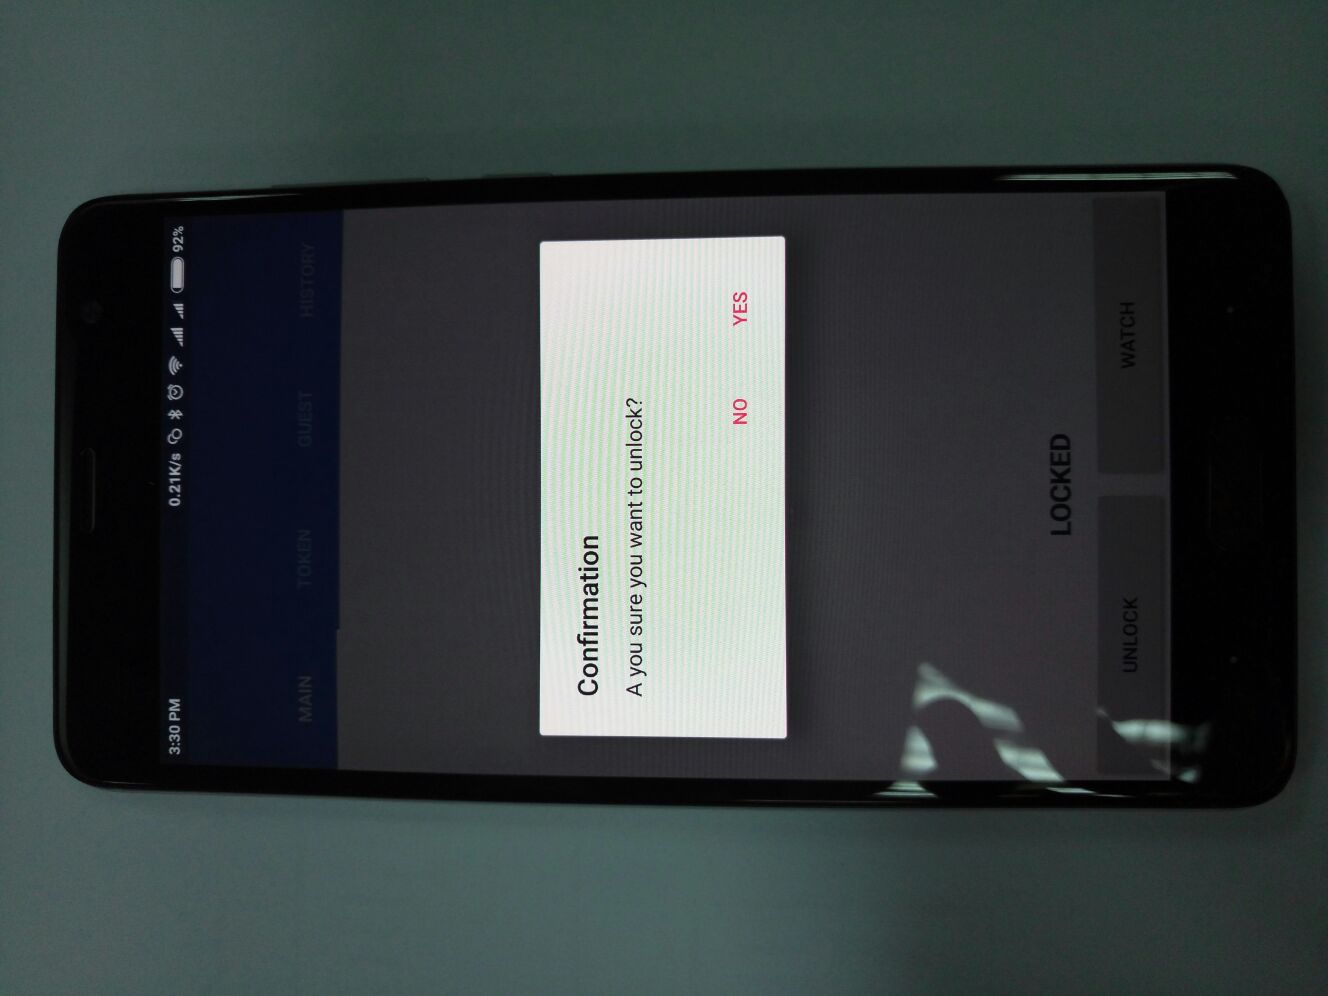 3:30 PM 0.21K/s 92%
MAIN TOKEN GUEST HISTORY
Confirmation
A you sure you want to unlock?
NO YES
LOCKED
UNLOCK WATCH